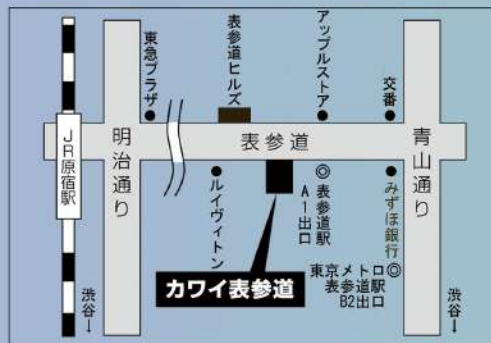 JR原宿駅
明治通り
東急プラザ
表参道ヒルズ
アップルストア
交番
青山通り
表参道
ルイヴィトン
カワイ表参道
表参道駅
A1出口
みずほ銀行
東京メトロ
表参道駅
B2出口
渋谷→
渋谷→